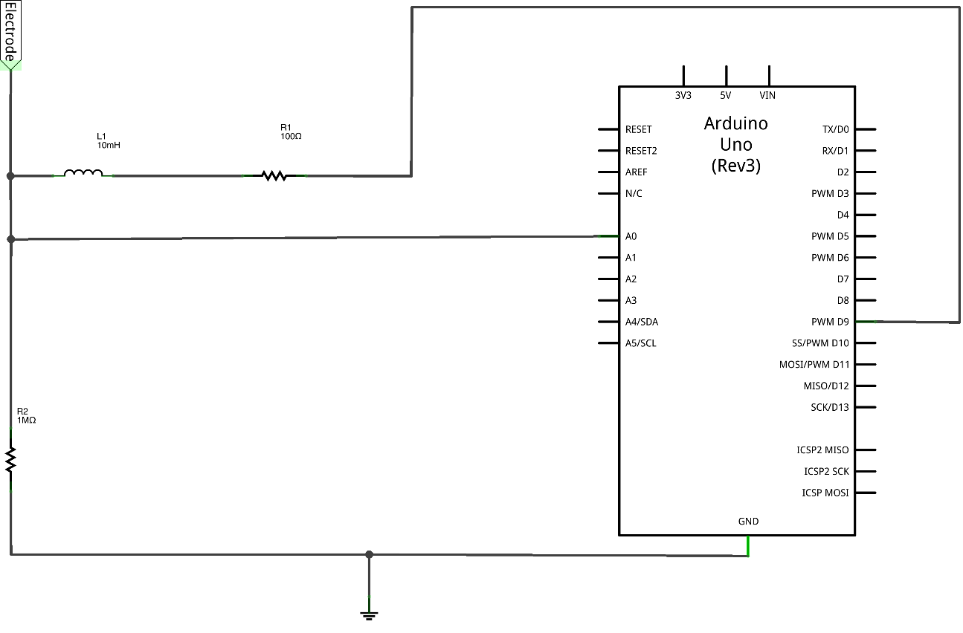 Electrode
L1
10mH
R1
100Ω
R2
1MΩ
Arduino
Uno
(Rev3)
3V3
5V
VIN
RESET
RESET2
AREF
N/C
A0
A1
A2
A3
A4/SDA
A5/SCL
TX/D0
RX/D1
D2
PWM D3
D4
PWM D5
PWM D6
D7
D8
PWM D9
SS/PWM D10
MOSI/PWM D11
MISO/D12
SCK/D13
ICSP2 MISO
ICSP2 SCK
ICSP MOSI
GND